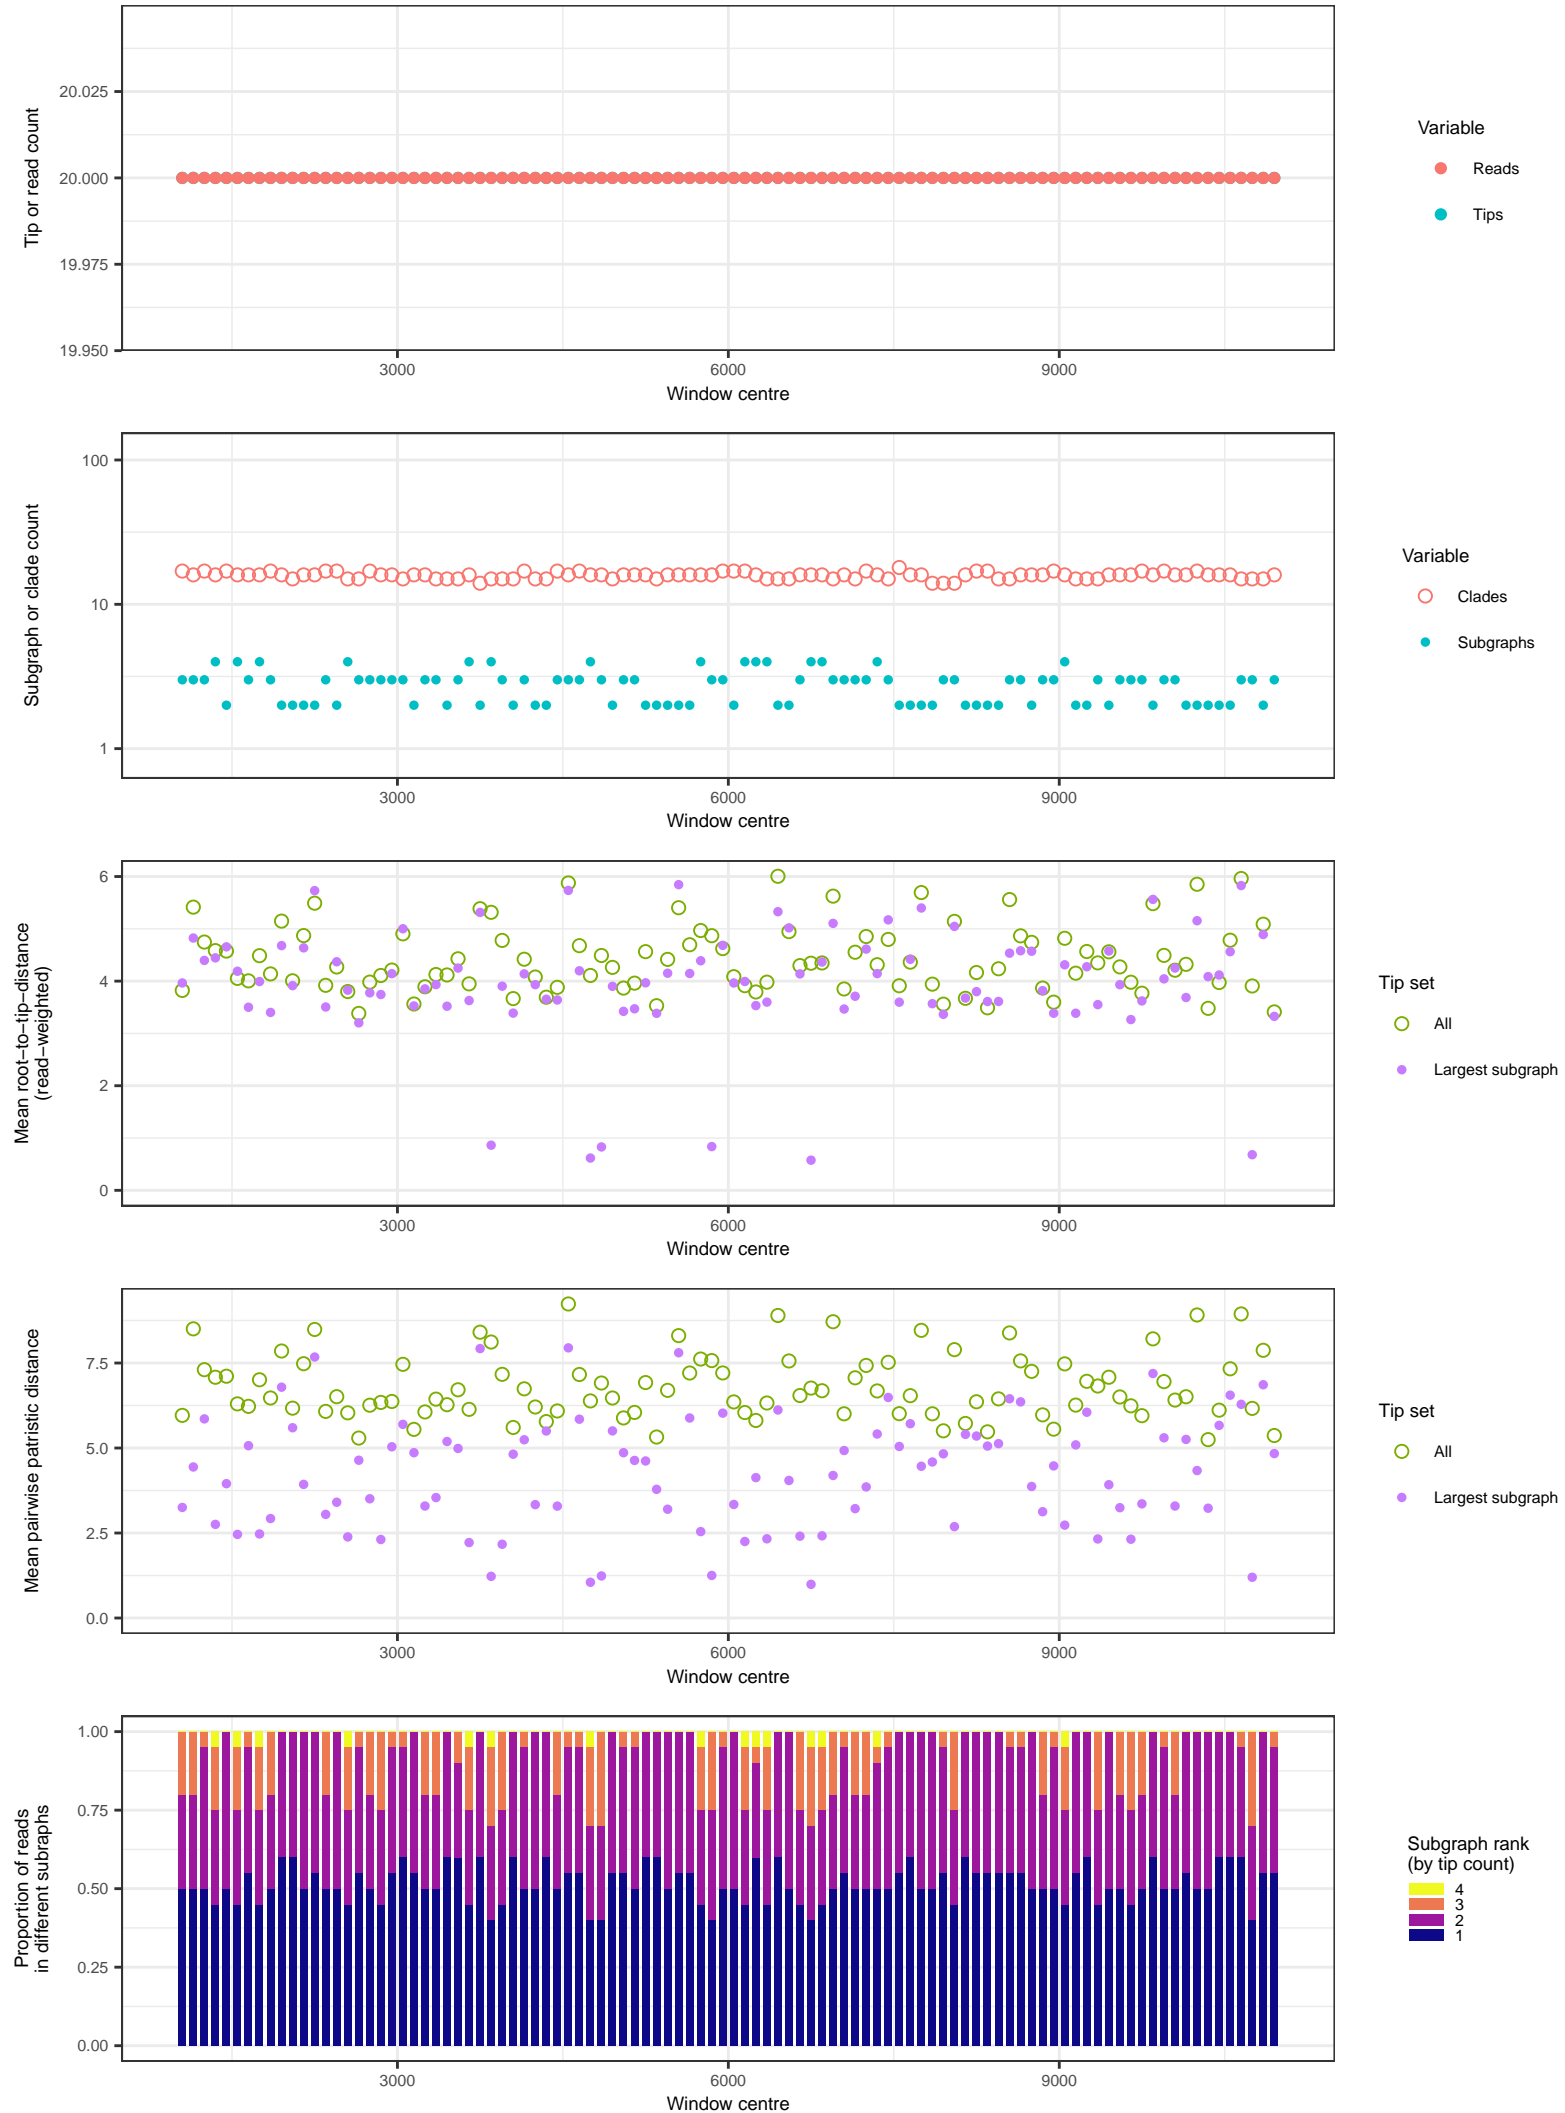 Tip or read count
20.025
20.000
19.975
19.950
3000
6000
9000
Window centre
Variable
Reads
Tips
Subgraph or clade count
100
10
1
3000
6000
9000
Window centre
Variable
Clades
Subgraphs
Mean root−to−tip−distance
(read−weighted)
6
4
2
0
3000
6000
9000
Window centre
Tip set
All
Largest subgraph
Mean pairwise patristic distance
7.5
5.0
2.5
0.0
3000
6000
9000
Window centre
Tip set
All
Largest subgraph
Proportion of reads
in different subraphs
1.00
0.75
0.50
0.25
0.00
3000
6000
9000
Window centre
Subgraph rank
(by tip count)
4
3
2
1